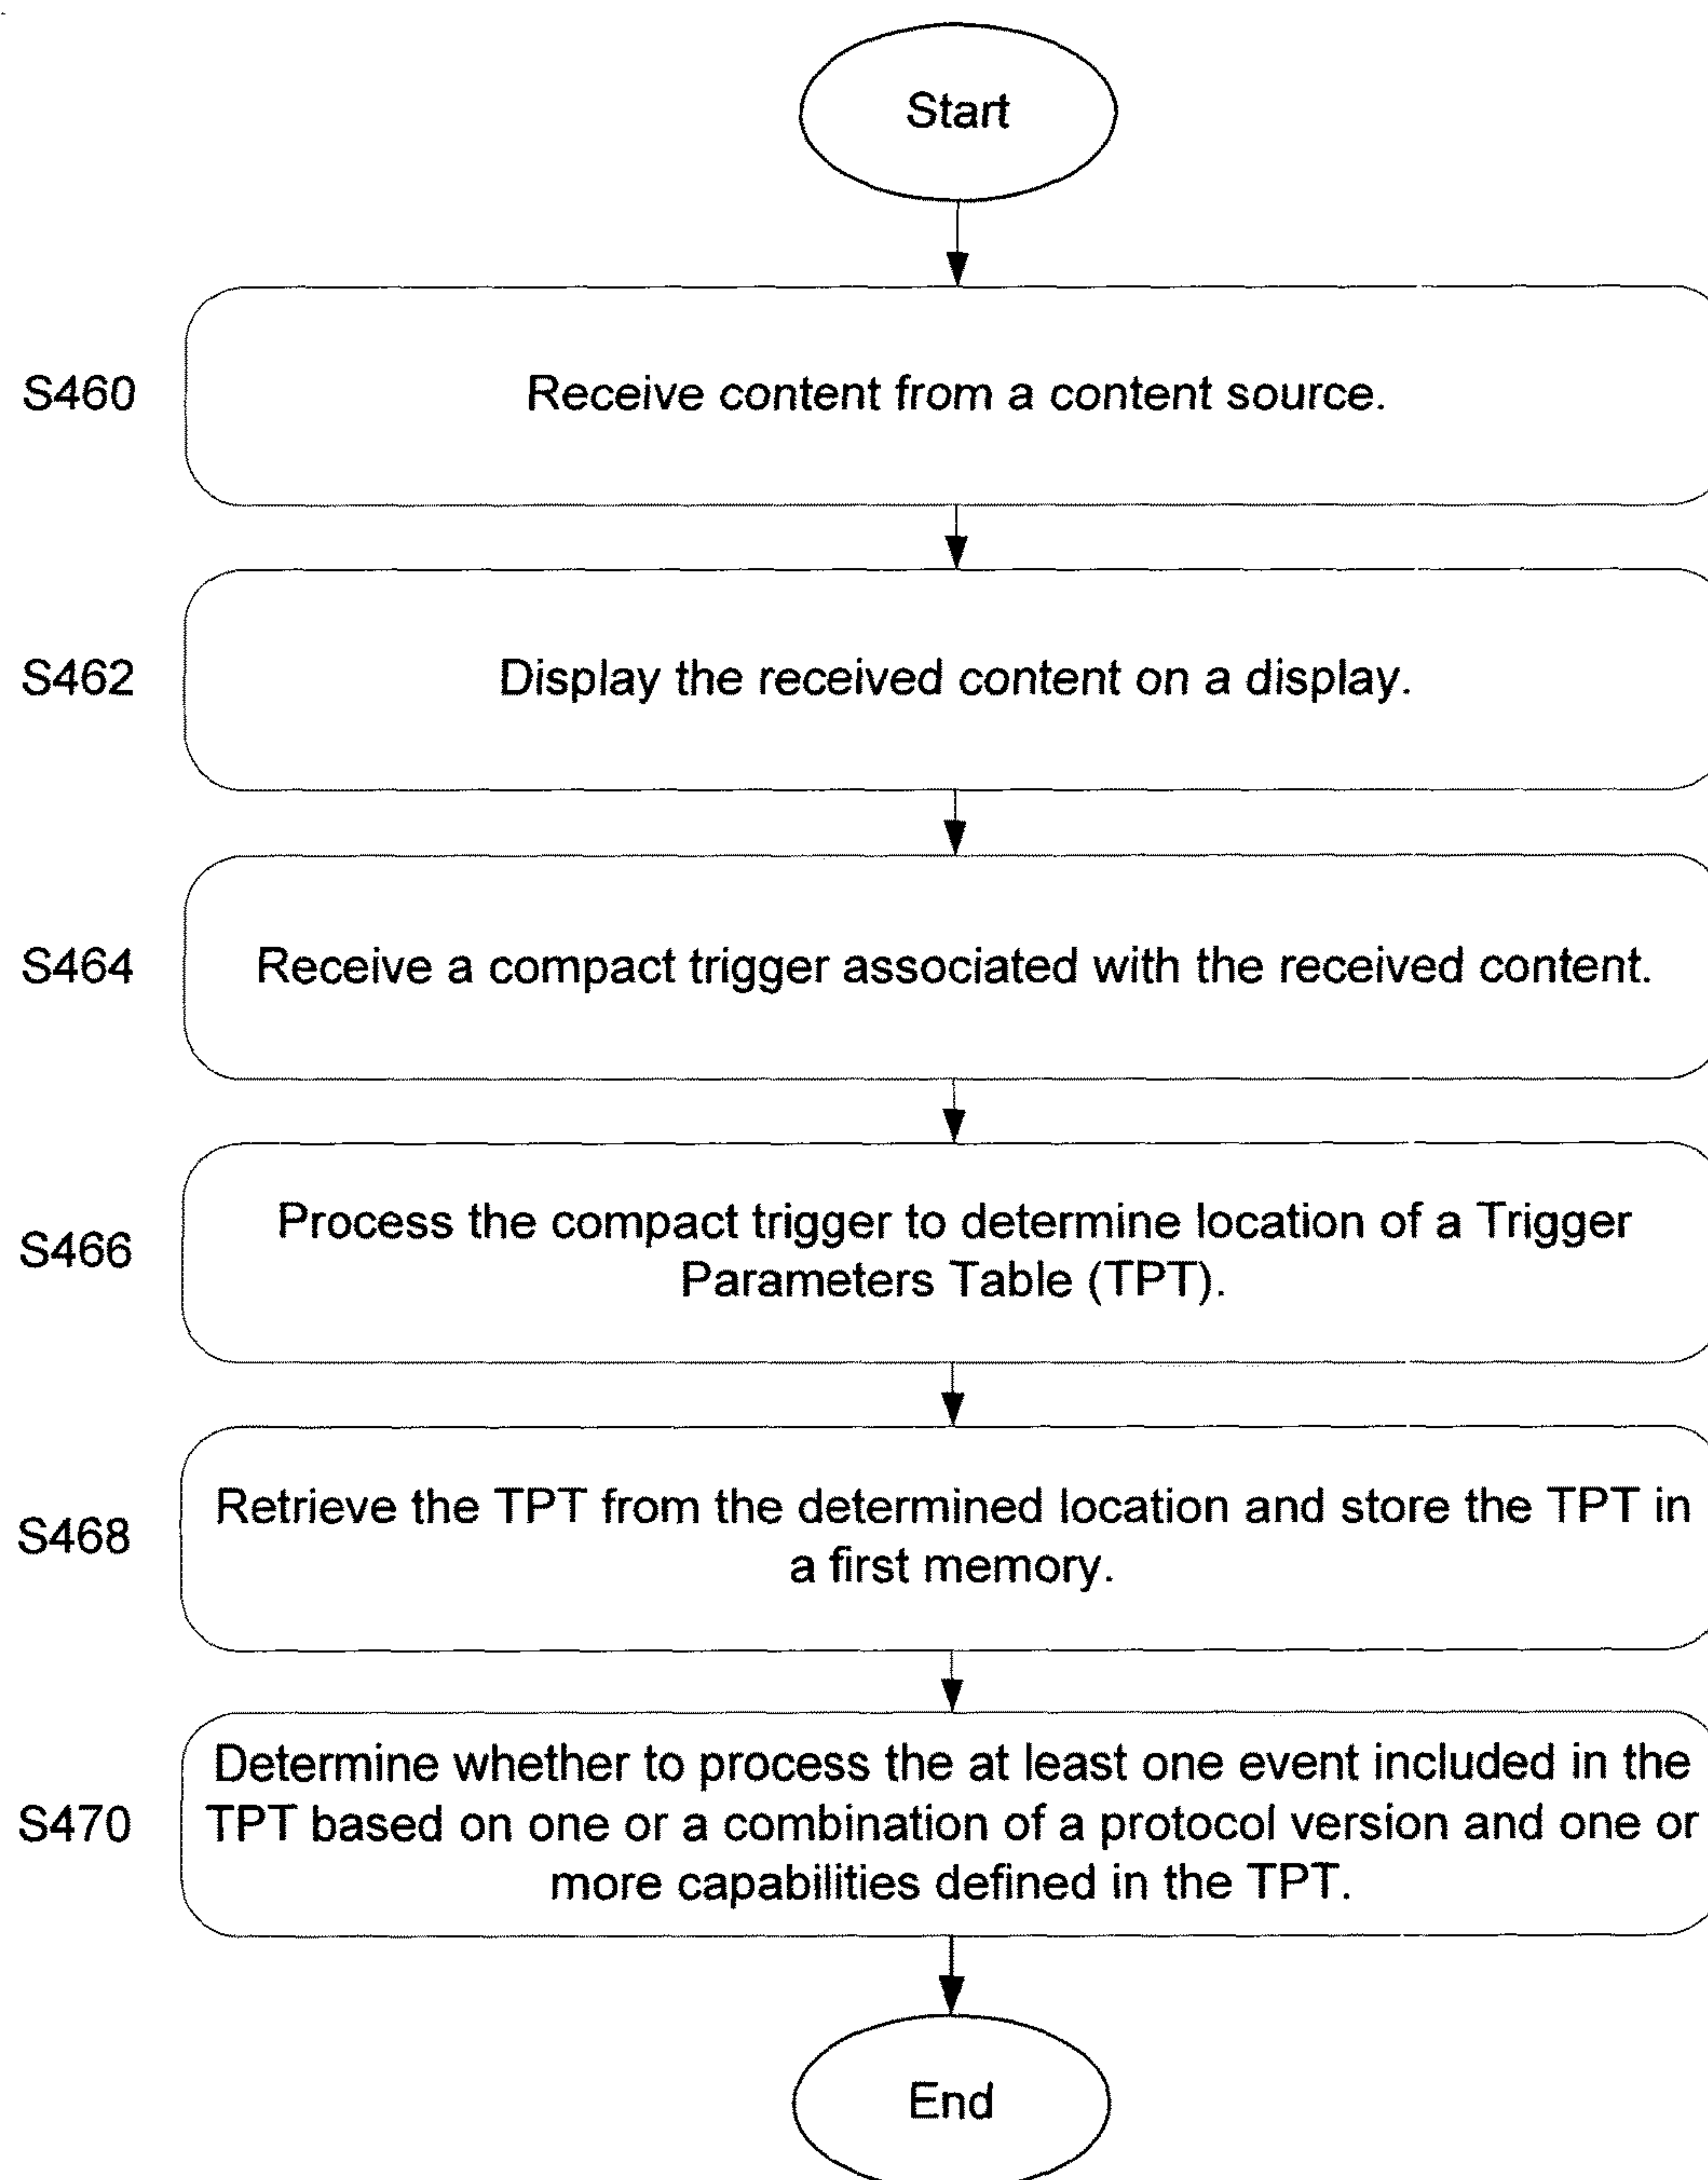 Start
S460
Receive content from a content source.
S462
Display the received content on a display.
S464
Receive a compact trigger associated with the received content.
S466
Process the compact trigger to determine location of a Trigger
Parameters Table (TPT).
S468
Retrieve the TPT from the determined location and store the TPT in
a first memory.
S470
Determine whether to process the at least one event included in the
TPT based on one or a combination of a protocol version and one or
more capabilities defined in the TPT.
End